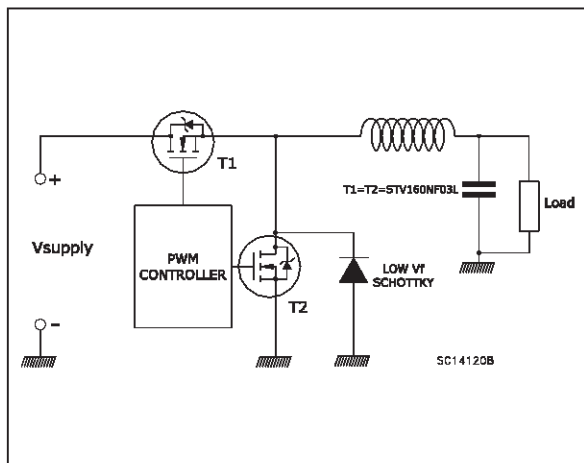 +
T1
T1=T2=STV160NF03L
Load
Vsupply
PWM
CONTROLLER
LOW Vf
SCHOTTKY
T2
-
SC14120B